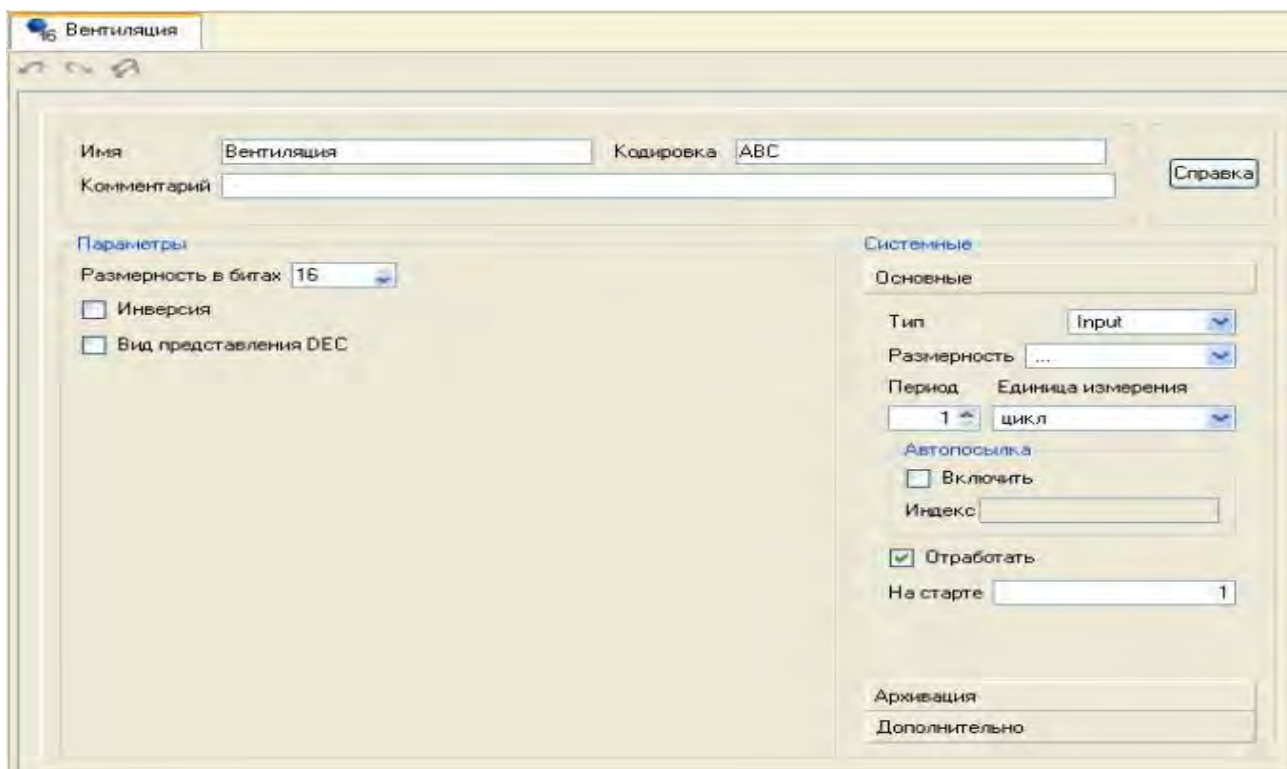 16 Вентиляция
Имя Вентиляция Кодировка ABC
Комментарий
Справка
Параметры
Размерность в битах 16
Инверсия
Вид представления DEC
Системные
Основные
Тип Input
Размерность ...
Период Единица измерения
1 цикл
Автопосылка
Включить
Индекс
Отработать
На старте 1
Архивация
Дополнительно